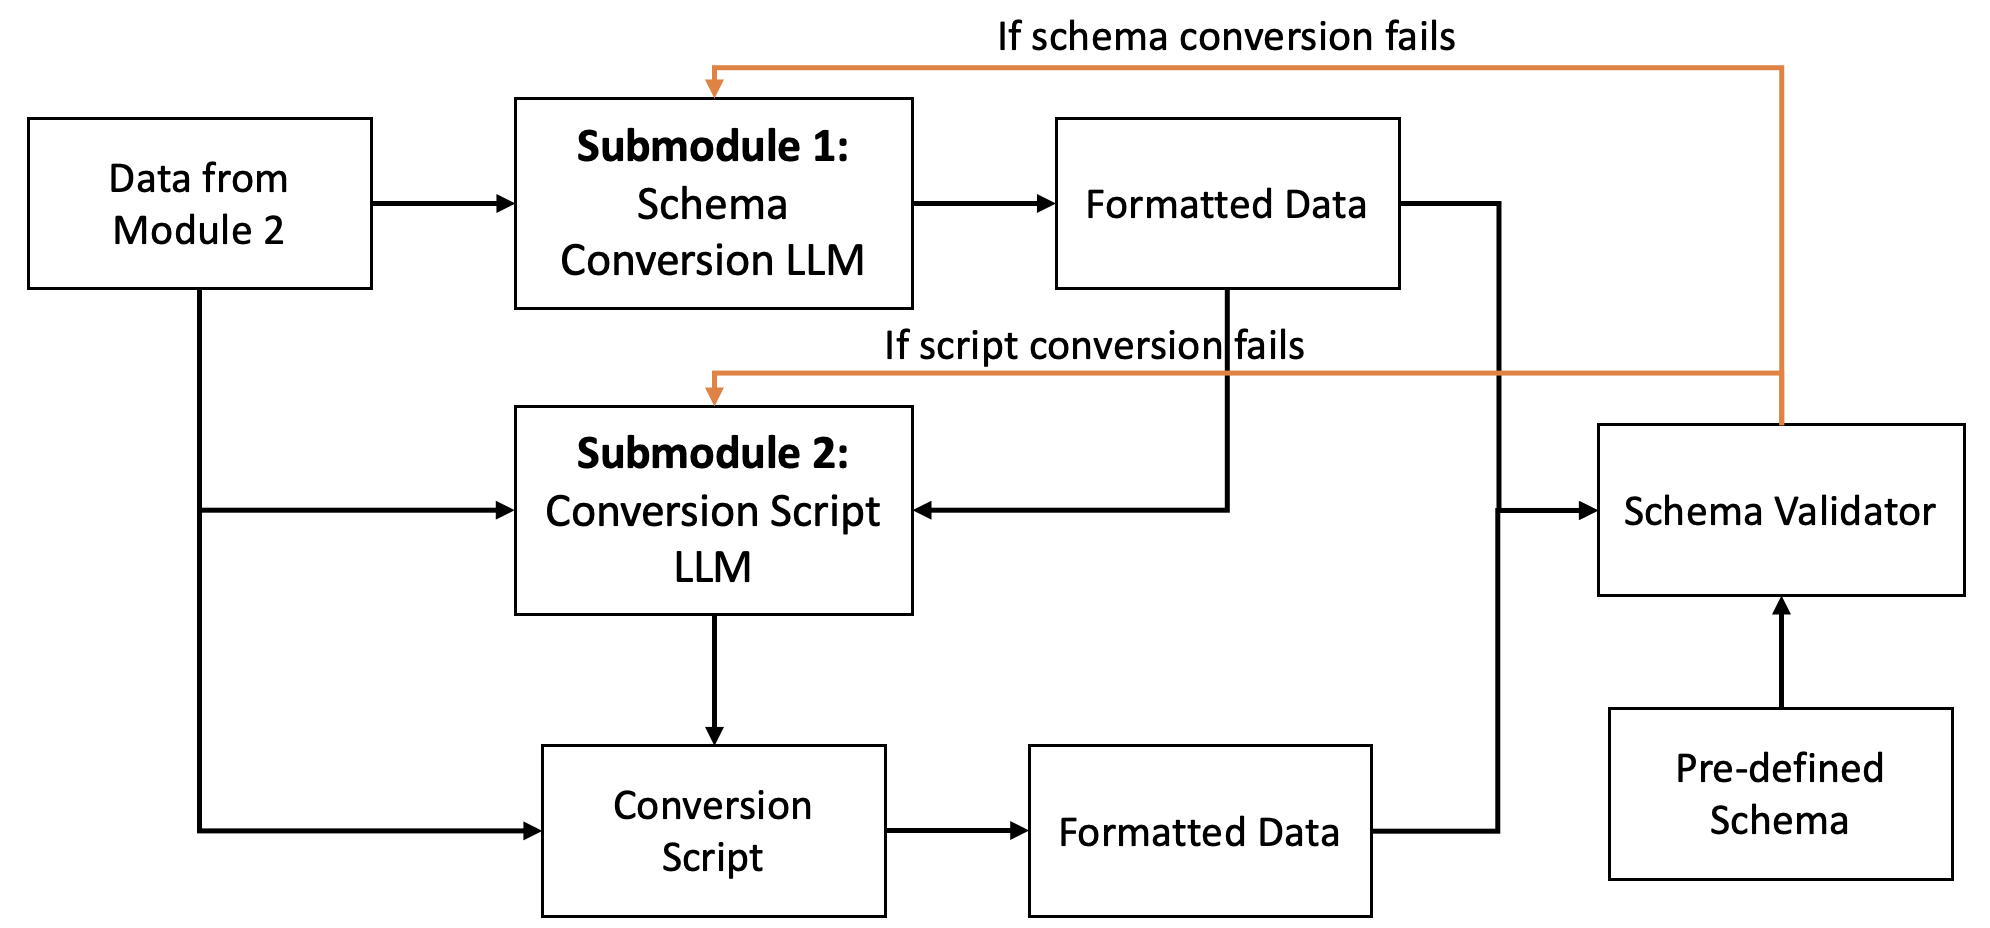 If schema conversion fails
Data from
Module 2
Submodule 1:
Schema
Conversion LLM
Formatted Data
If script conversion fails
Submodule 2:
Conversion Script
LLM
Schema Validator
Conversion
Script
Formatted Data
Pre-defined
Schema